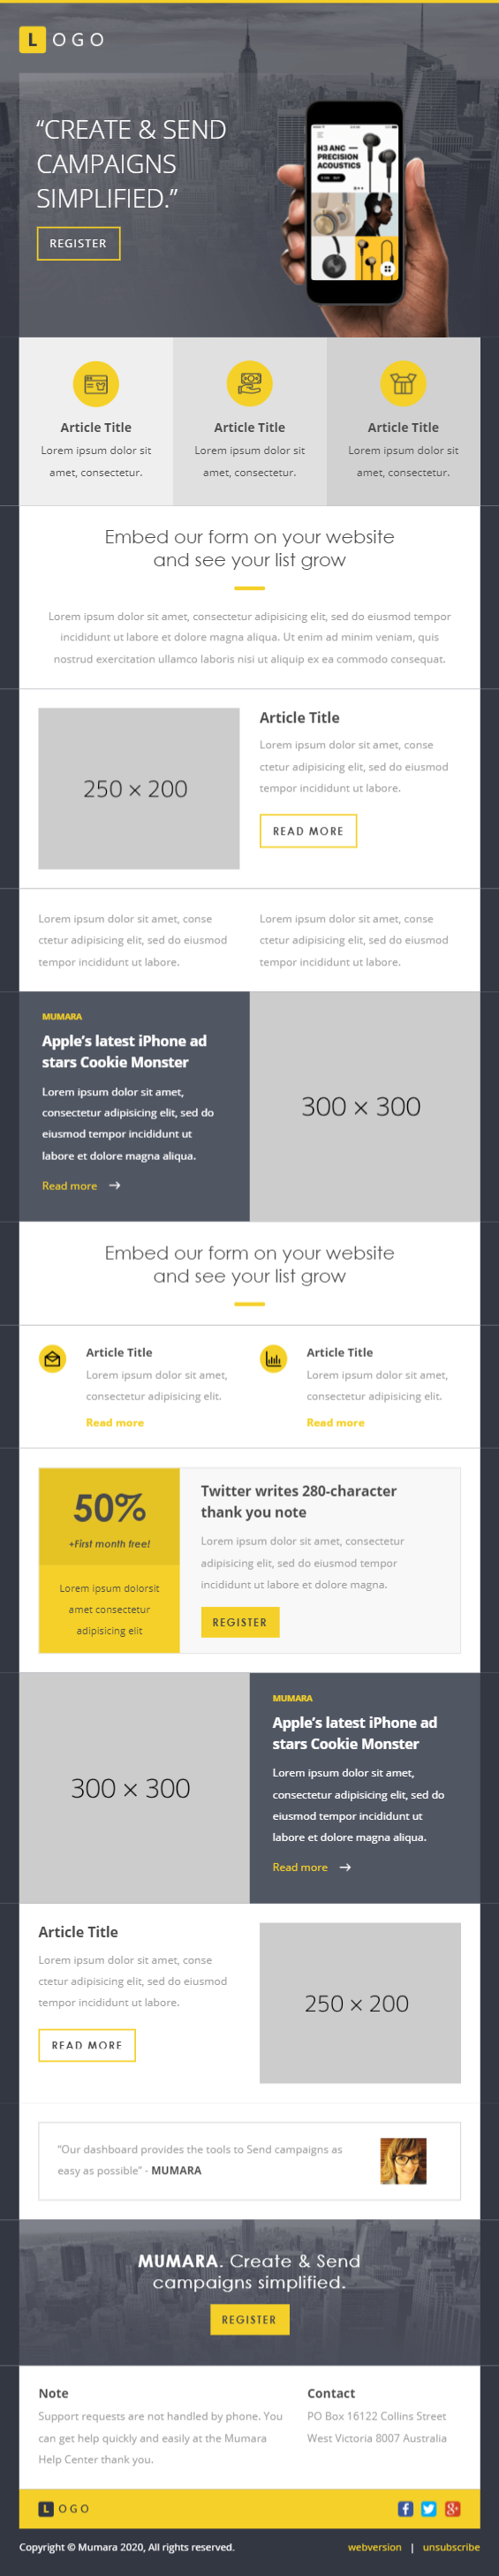 LOGO
“CREATE & SEND
CAMPAIGNS
SIMPLIFIED.”
REGISTER
H3 ANC
PRECISION
ACOUSTICS
Article Title
Lorem ipsum dolor sit
amet, consectetur.
Article Title
Lorem ipsum dolor sit
amet, consectetur.
Article Title
Lorem ipsum dolor sit
amet, consectetur.
Embed our form on your website
and see your list grow
Lorem ipsum dolor sit amet, consectetur adipisicing elit, sed do eiusmod tempor
incididunt ut labore et dolore magna aliqua. Ut enim ad minim veniam, quis
nostrud exercitation ullamco laboris nisi ut aliquip ex ea commodo consequat.
250 × 200
Article Title
Lorem ipsum dolor sit amet, conse
ctetur adipisicing elit, sed do eiusmod
tempor incididunt ut labore.
READ MORE
Lorem ipsum dolor sit amet, conse
ctetur adipisicing elit, sed do eiusmod
tempor incididunt ut labore.
Lorem ipsum dolor sit amet, conse
ctetur adipisicing elit, sed do eiusmod
tempor incididunt ut labore.
MUMARA
Apple’s latest iPhone ad
stars Cookie Monster
Lorem ipsum dolor sit amet,
consectetur adipisicing elit, sed do
eiusmod tempor incididunt ut
labore et dolore magna aliqua.
Read more →
300 × 300
Embed our form on your website
and see your list grow
Article Title
Lorem ipsum dolor sit amet,
consectetur adipisicing elit.
Read more
Article Title
Lorem ipsum dolor sit amet,
consectetur adipisicing elit.
Read more
50%
+First month free!
Lorem ipsum dolorsit
amet consectetur
adipisicing elit
Twitter writes 280-character
thank you note
Lorem ipsum dolor sit amet, consectetur
adipisicing elit, sed do eiusmod tempor
incididunt ut labore et dolore magna.
REGISTER
300 × 300
MUMARA
Apple’s latest iPhone ad
stars Cookie Monster
Lorem ipsum dolor sit amet,
consectetur adipisicing elit, sed do
eiusmod tempor incididunt ut
labore et dolore magna aliqua.
Read more →
Article Title
Lorem ipsum dolor sit amet, conse
ctetur adipisicing elit, sed do eiusmod
tempor incididunt ut labore.
READ MORE
250 × 200
“Our dashboard provides the tools to Send campaigns as
easy as possible” - MUMARA
MUMARA. Create & Send
campaigns simplified.
REGISTER
Note
Support requests are not handled by phone. You
can get help quickly and easily at the Mumara
Help Center thank you.
Contact
PO Box 16122 Collins Street
West Victoria 8007 Australia
LOGO
Copyright © Mumara 2020, All rights reserved.
webversion | unsubscribe